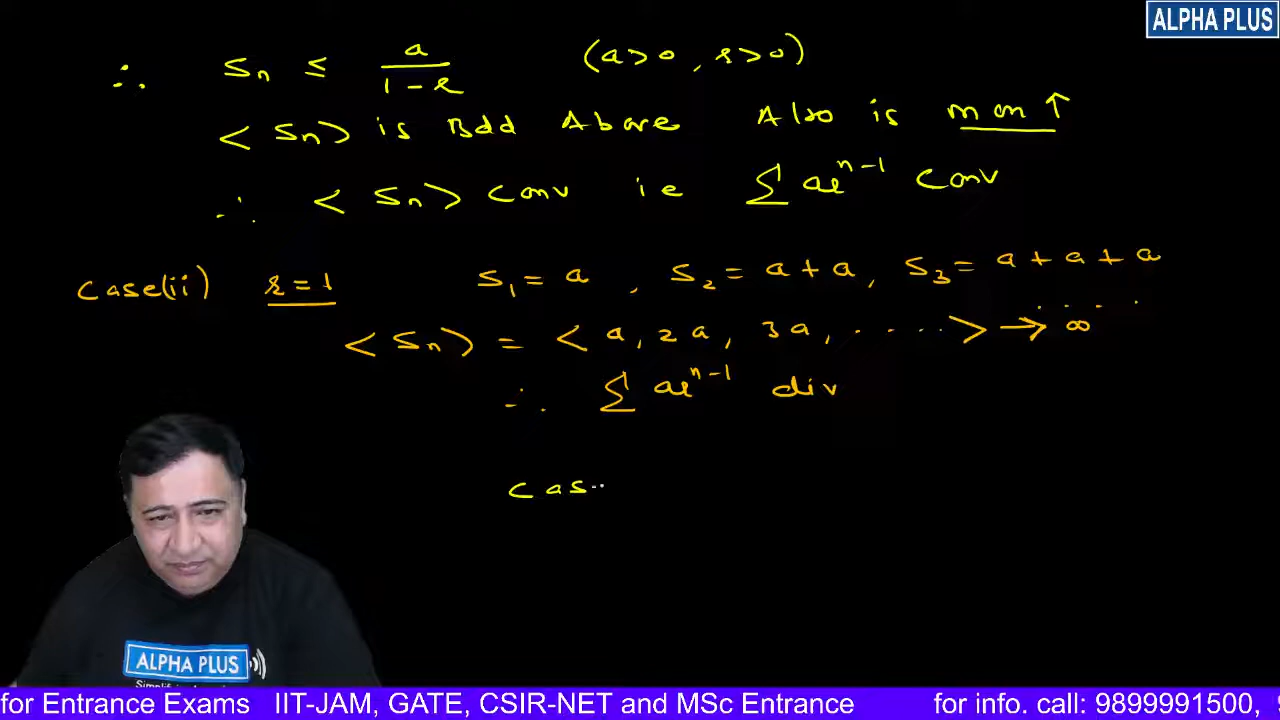 ALPHA PLUS
∴ Sn ≤ a/(1-r) (a>0, r>0)
<Sn> is Bdd Above Also is mon ↑
∴ <Sn> conv ie ∑ ar^(n-1) conv
case(ii) r=1 S1 = a, S2 = a+a, S3 = a+a+a
<Sn> = <a, 2a, 3a, .....> → ∞
∴ ∑ ar^(n-1) div
cas
ALPHA PLUS
for Entrance Exams IIT-JAM, GATE, CSIR-NET and MSc Entrance for info. call: 9899991500,